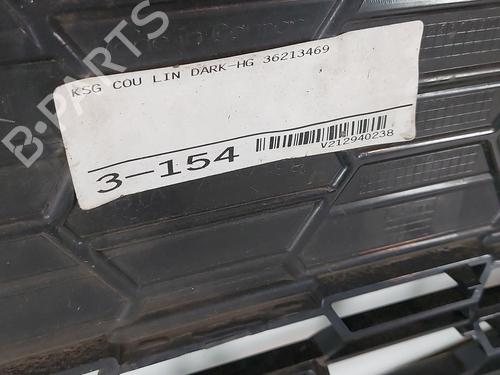 KSG COU LIN DARK-HG 36213469
3-154
V212940238
B-PARTS